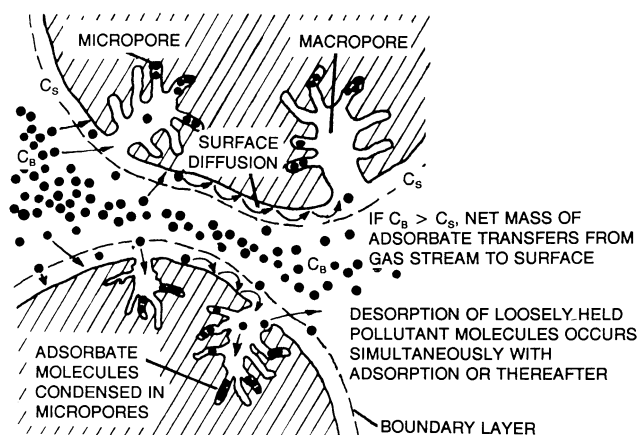 MICROPORE
MACROPORE
C_S
C_B
SURFACE
DIFFUSION
C_S
IF C_B > C_S, NET MASS OF
ADSORBATE TRANSFERS FROM
GAS STREAM TO SURFACE
C_B
DESORPTION OF LOOSELY HELD
POLLUTANT MOLECULES OCCURS
SIMULTANEOUSLY WITH
ADSORPTION OR THEREAFTER
ADSORBATE
MOLECULES
CONDENSED IN
MICROPORES
BOUNDARY LAYER